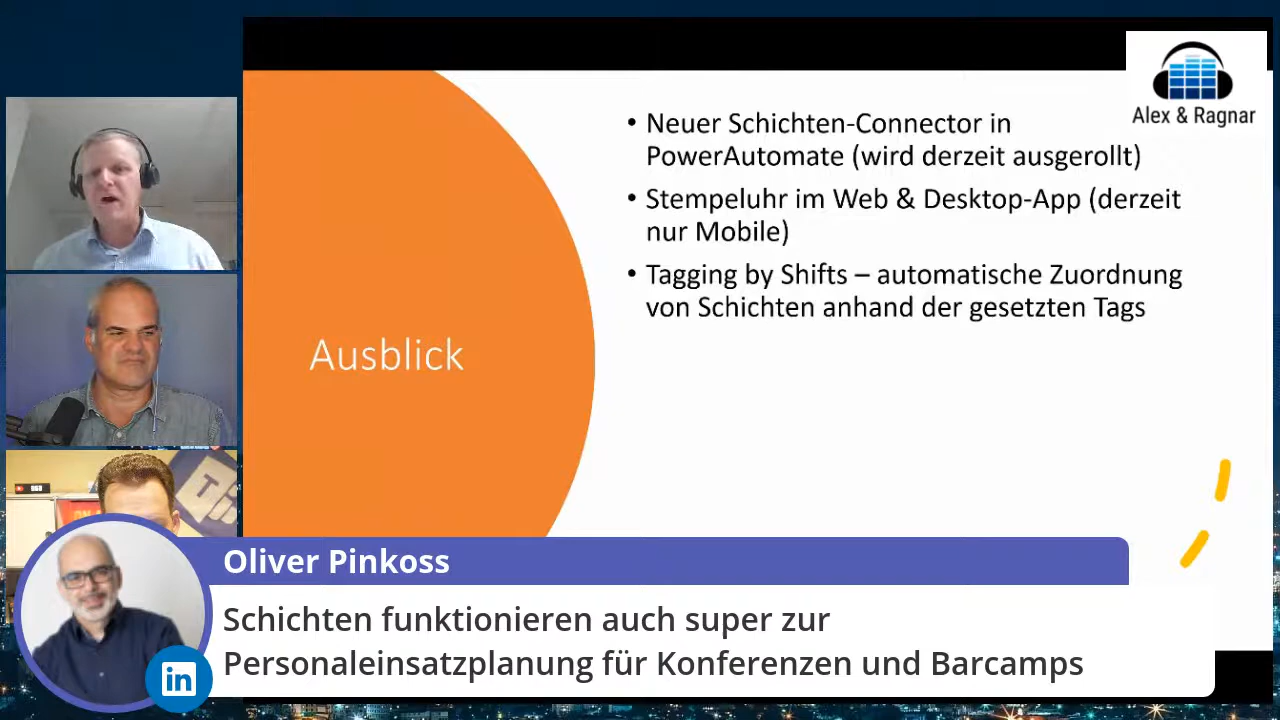 Alex & Ragnar
• Neuer Schichten-Connector in
PowerAutomate (wird derzeit ausgerollt)
• Stempeluhr im Web & Desktop-App (derzeit
nur Mobile)
• Tagging by Shifts – automatische Zuordnung
von Schichten anhand der gesetzten Tags
Ausblick
Oliver Pinkoss
Schichten funktionieren auch super zur
Personaleinsatzplanung für Konferenzen und Barcamps
in